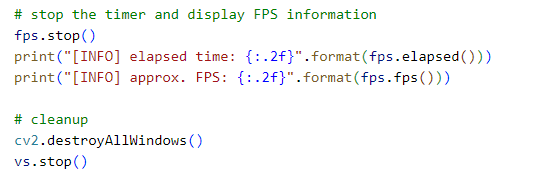 # stop the timer and display FPS information
fps.stop()
print("[INFO] elapsed time: {:.2f}".format(fps.elapsed()))
print("[INFO] approx. FPS: {:.2f}".format(fps.fps()))
# cleanup
cv2.destroyAllWindows()
vs.stop()